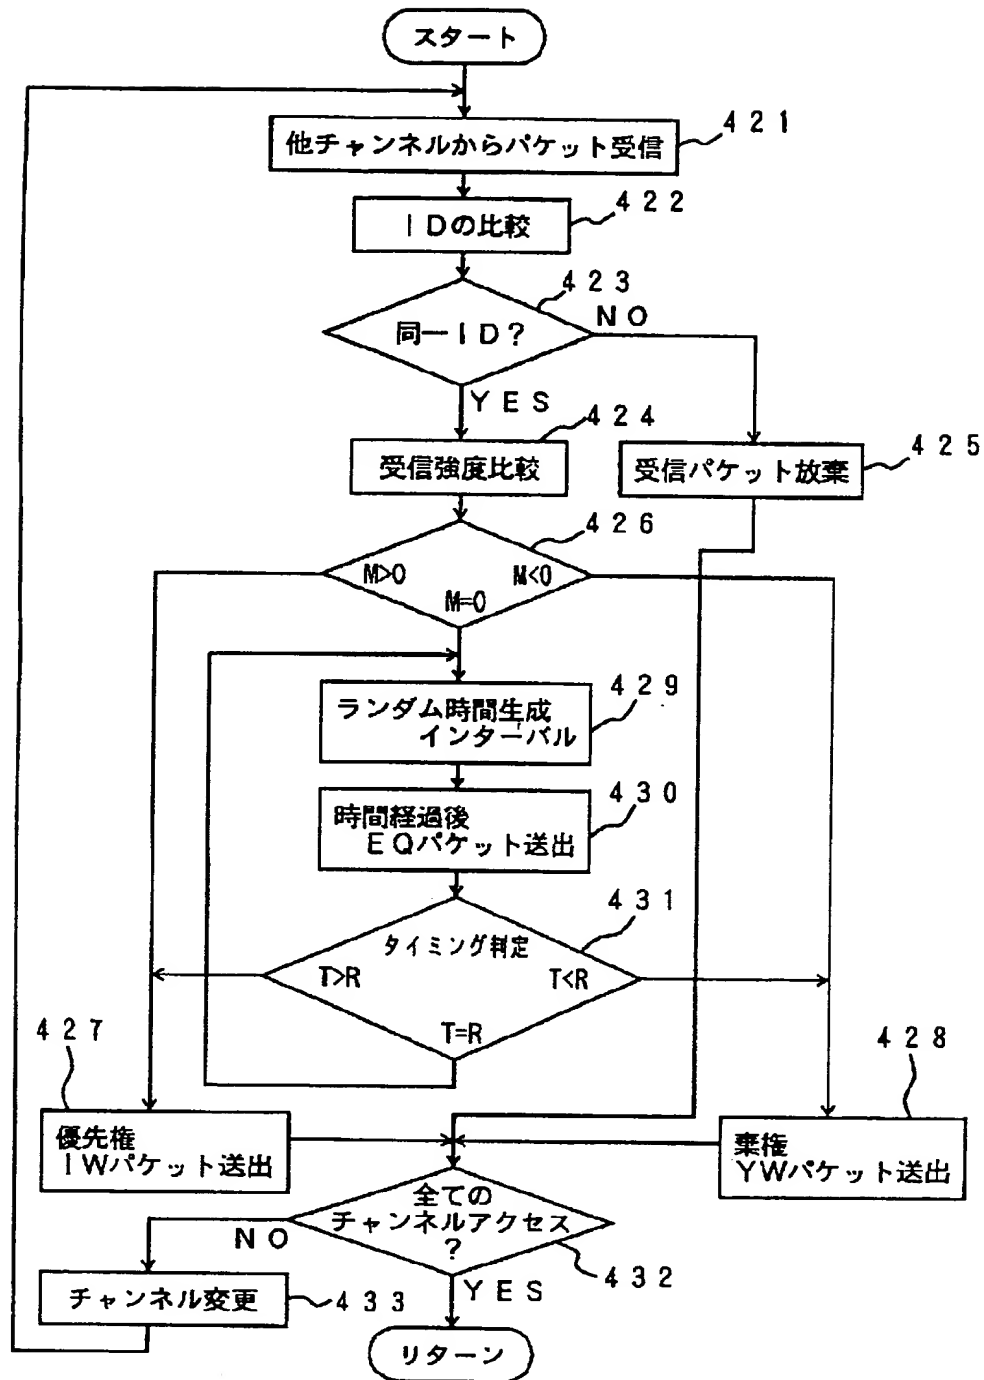 スタート
他チャンネルからパケット受信
421
IDの比較
422
423
同一ID?
NO
YES
424
受信強度比較
425
受信パケット放棄
426
M>0
M<0
M=0
429
ランダム時間生成
インターバル
430
時間経過後
EQパケット送出
431
タイミング判定
T>R
T<R
T=R
427
優先権
IWパケット送出
428
棄権
YWパケット送出
全ての
チャンネルアクセス
?
NO
432
YES
チャンネル変更
433
リターン